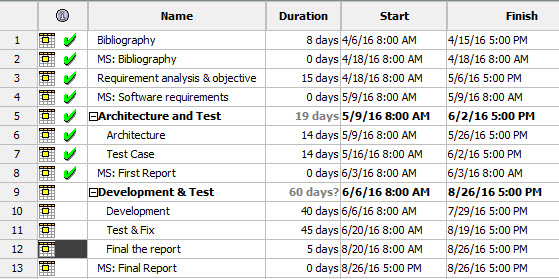 Name Duration Start Finish
1 Bibliography 8 days 4/6/16 8:00 AM 4/15/16 5:00 PM
2 MS: Bibliography 0 days 4/18/16 8:00 AM 4/18/16 8:00 AM
3 Requirement analysis & objective 15 days 4/18/16 8:00 AM 5/6/16 5:00 PM
4 MS: Software requirements 0 days 5/9/16 8:00 AM 5/9/16 8:00 AM
5 Architecture and Test 19 days 5/9/16 8:00 AM 6/2/16 5:00 PM
6 Architecture 14 days 5/9/16 8:00 AM 5/26/16 5:00 PM
7 Test Case 14 days 5/16/16 8:00 AM 6/2/16 5:00 PM
8 MS: First Report 0 days 6/3/16 8:00 AM 6/3/16 8:00 AM
9 Development & Test 60 days? 6/6/16 8:00 AM 8/26/16 5:00 PM
10 Development 40 days 6/6/16 8:00 AM 7/29/16 5:00 PM
11 Test & Fix 45 days 6/20/16 8:00 AM 8/19/16 5:00 PM
12 Final the report 5 days 8/20/16 8:00 AM 8/26/16 5:00 PM
13 MS: Final Report 0 days 8/26/16 5:00 PM 8/26/16 5:00 PM